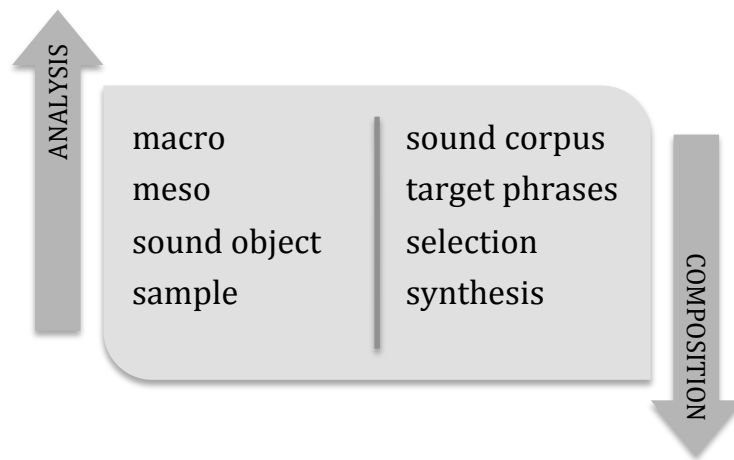 ANALYSIS
macro
meso
sound object
sample
sound corpus
target phrases
selection
synthesis
COMPOSITION